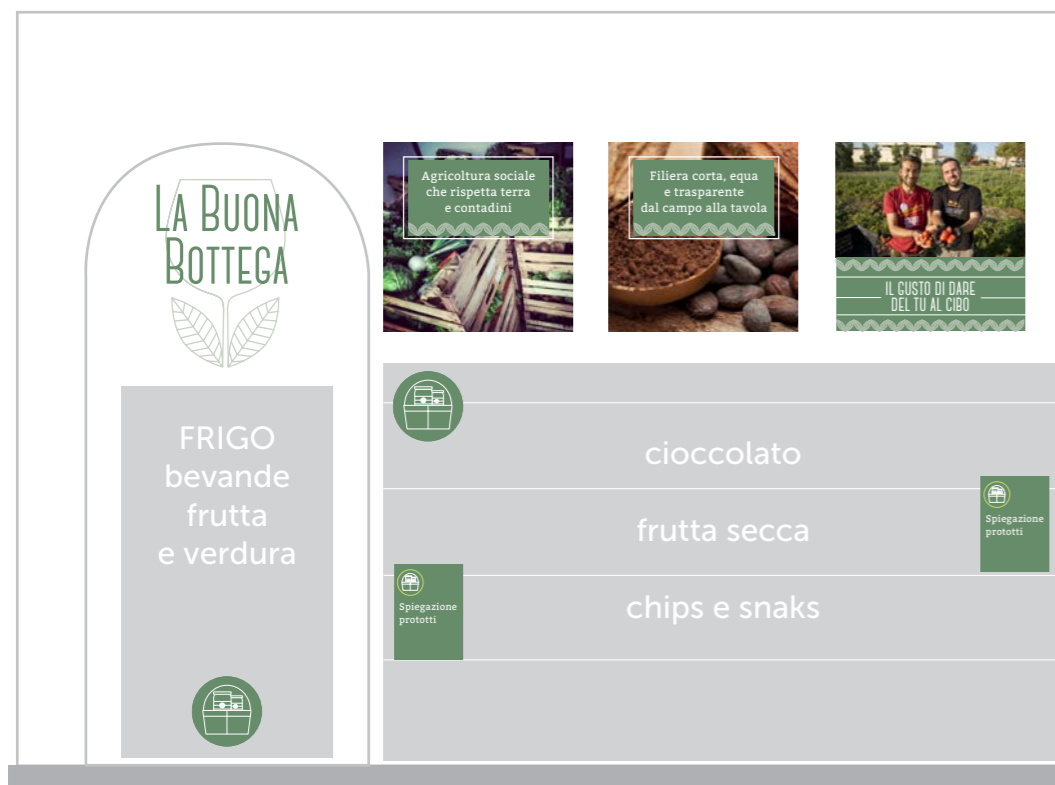 LA BUONA
BOTTEGA
Agricoltura sociale
che rispetta terra
e contadini
Filiera corta, equa
e trasparente
dal campo alla tavola
IL GUSTO DI DARE
DEL TU AL CIBO
FRIGO
bevande
frutta
e verdura
cioccolato
frutta secca
Spiegazione
prototti
chips e snaks
Spiegazione
prototti